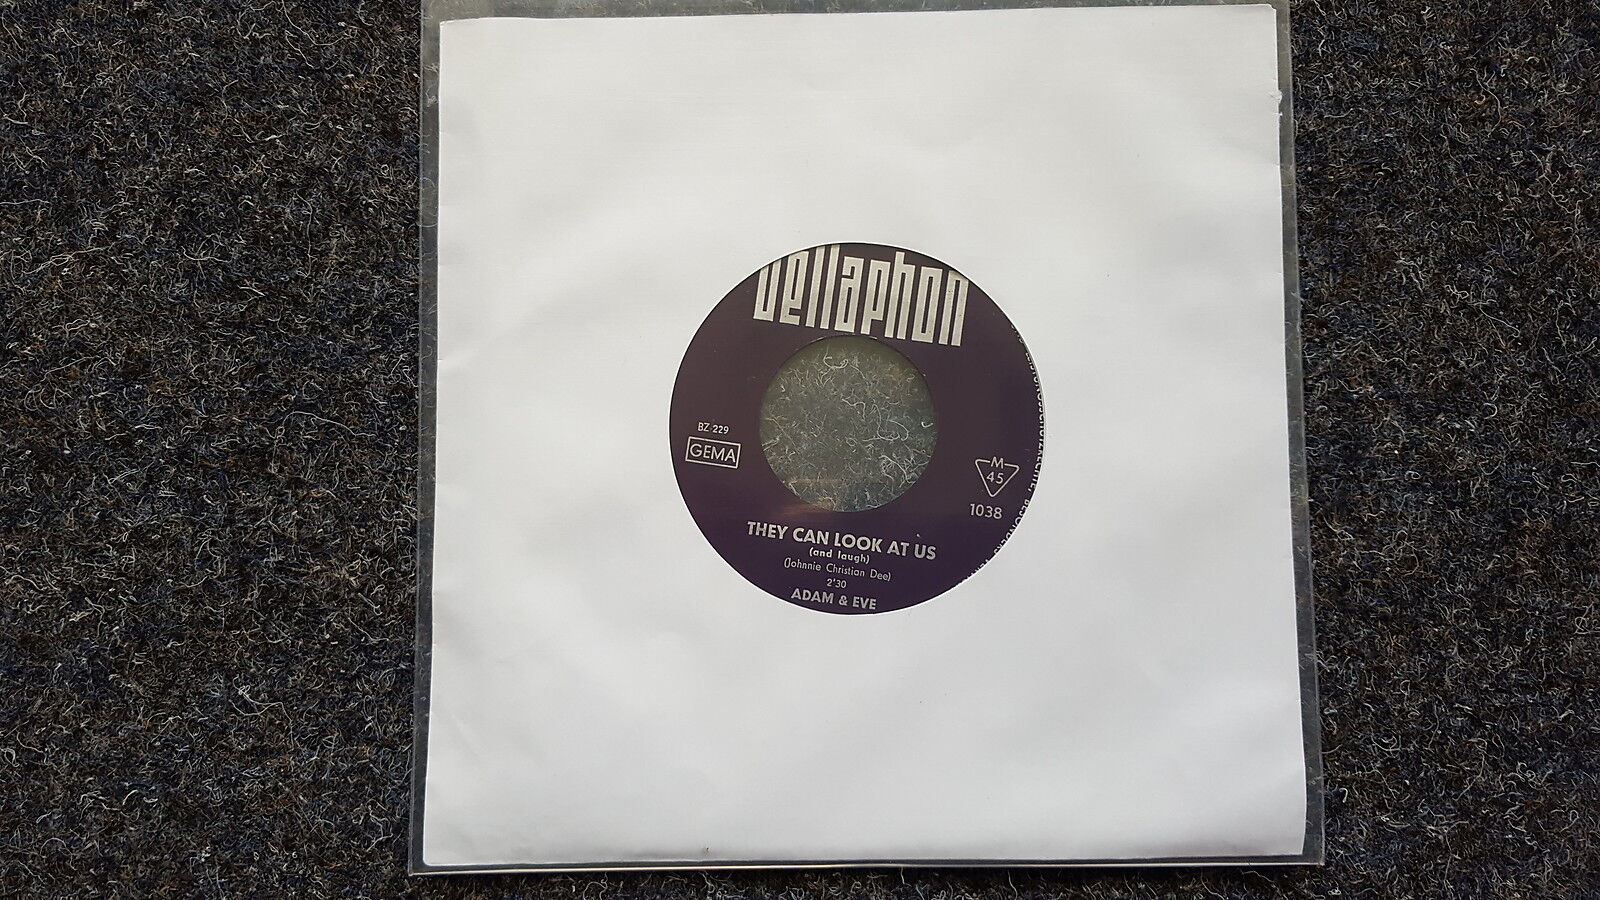 bellaphon
BZ 229
GEMA
M
45
1038
THEY CAN LOOK AT US
(and laugh)
(Johnnie Christian Dee)
2'30
ADAM & EVE